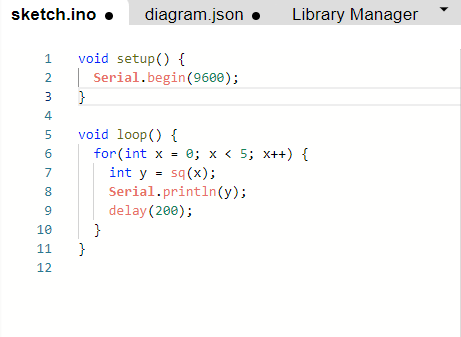 sketch.ino ● diagram.json ● Library Manager
1 void setup() {
2   Serial.begin(9600);
3 }
4
5 void loop() {
6   for(int x = 0; x < 5; x++) {
7     int y = sq(x);
8     Serial.println(y);
9     delay(200);
10   }
11 }
12